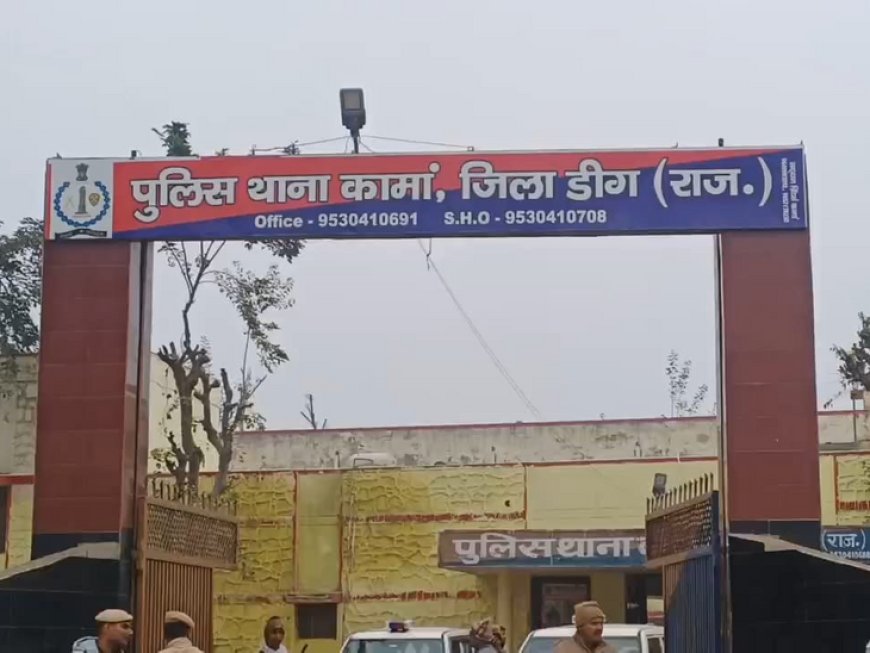 पुलिस थाना कामां, जिला डीग (राज.)
Office - 9530410691 S.H.O - 9530410708
पुलिस थाना
(राज.)